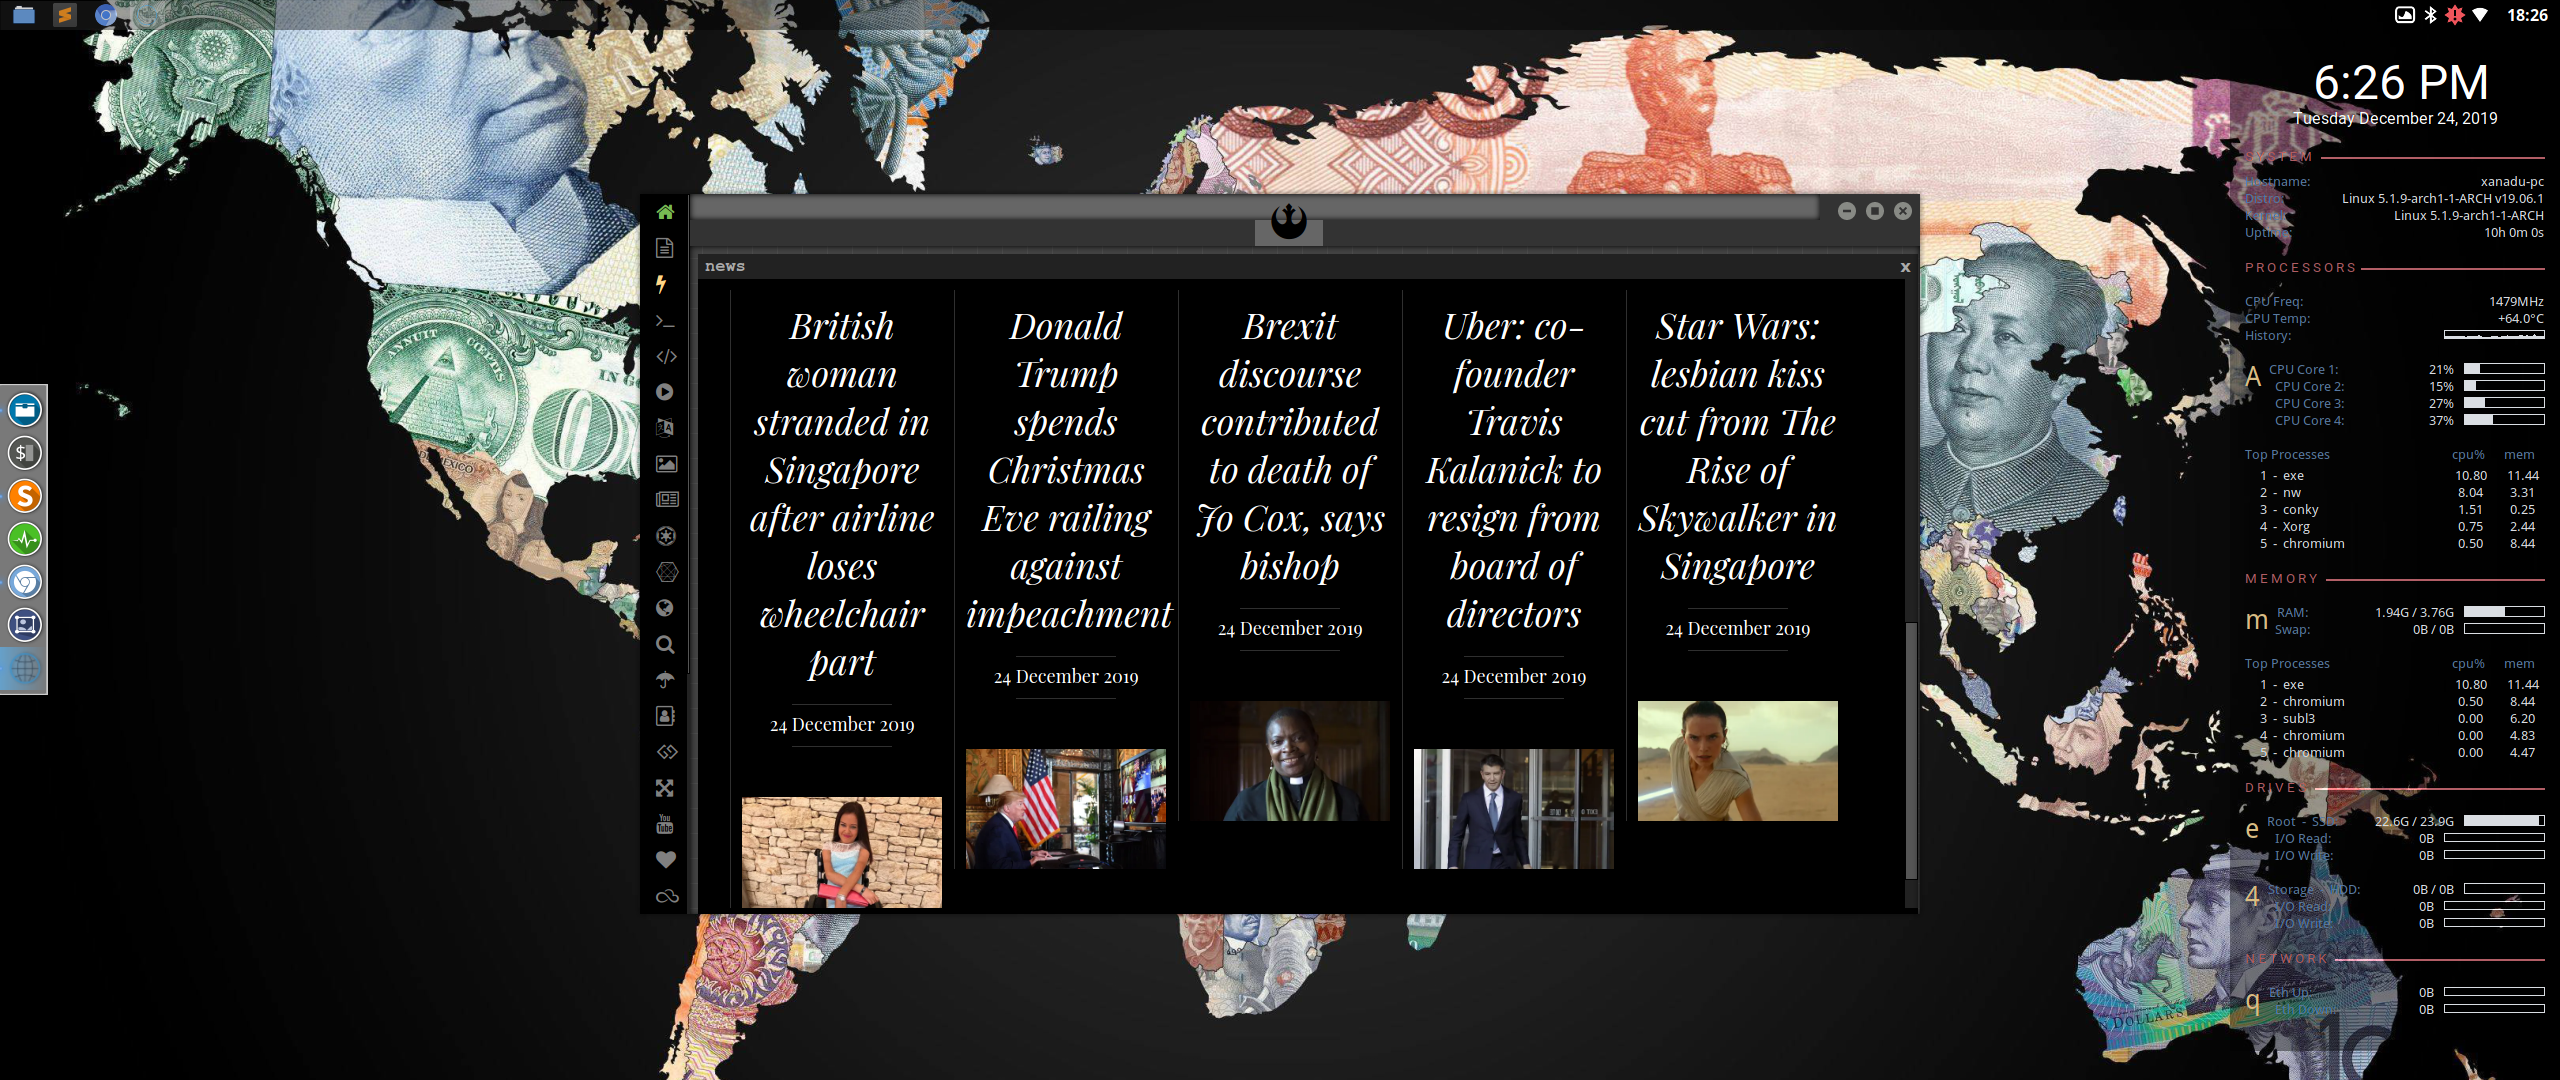 18:26
6:26 PM
Tuesday December 24, 2019
SYSTEM
Hostname: xanadu-pc
Distro: Linux 5.1.9-arch1-1-ARCH v19.06.1
Linux 5.1.9-arch1-1-ARCH
Uptime: 10h 0m 0s
PROCESSORS
CPU Freq: 1479MHz
CPU Temp: +64.0°C
History:
A CPU Core 1: 21%
CPU Core 2: 15%
CPU Core 3: 27%
CPU Core 4: 37%
Top Processes cpu% mem
1 - exe 10.80 11.44
2 - nw 8.04 3.31
3 - conky 1.51 0.25
4 - Xorg 0.75 2.44
5 - chromium 0.50 8.44
MEMORY
m RAM: 1.94G / 3.76G
Swap: 0B / 0B
Top Processes cpu% mem
1 - exe 10.80 11.44
2 - chromium 0.50 8.44
3 - subl3 0.00 6.20
4 - chromium 0.00 4.83
5 - chromium 0.00 4.47
DRIVES
e Root - SSD: 22.6G / 23.9G
I/O Read: 0B
I/O Write: 0B
4 Storage - HDD: 0B / 0B
I/O Read: 0B
I/O Write: 0B
NETWORK
q Eth Up: 0B
Eth Down: 0B
news
x
British
woman
stranded in
Singapore
after airline
loses
wheelchair
part
24 December 2019
Donald
Trump
spends
Christmas
Eve railing
against
impeachment
24 December 2019
Brexit
discourse
contributed
to death of
Jo Cox, says
bishop
24 December 2019
Uber: co-
founder
Travis
Kalanick to
resign from
board of
directors
24 December 2019
Star Wars:
lesbian kiss
cut from The
Rise of
Skywalker in
Singapore
24 December 2019
You
Tube
ANNUIT CŒPTIS
IN G
DE MEXICO
DOLLARS
10